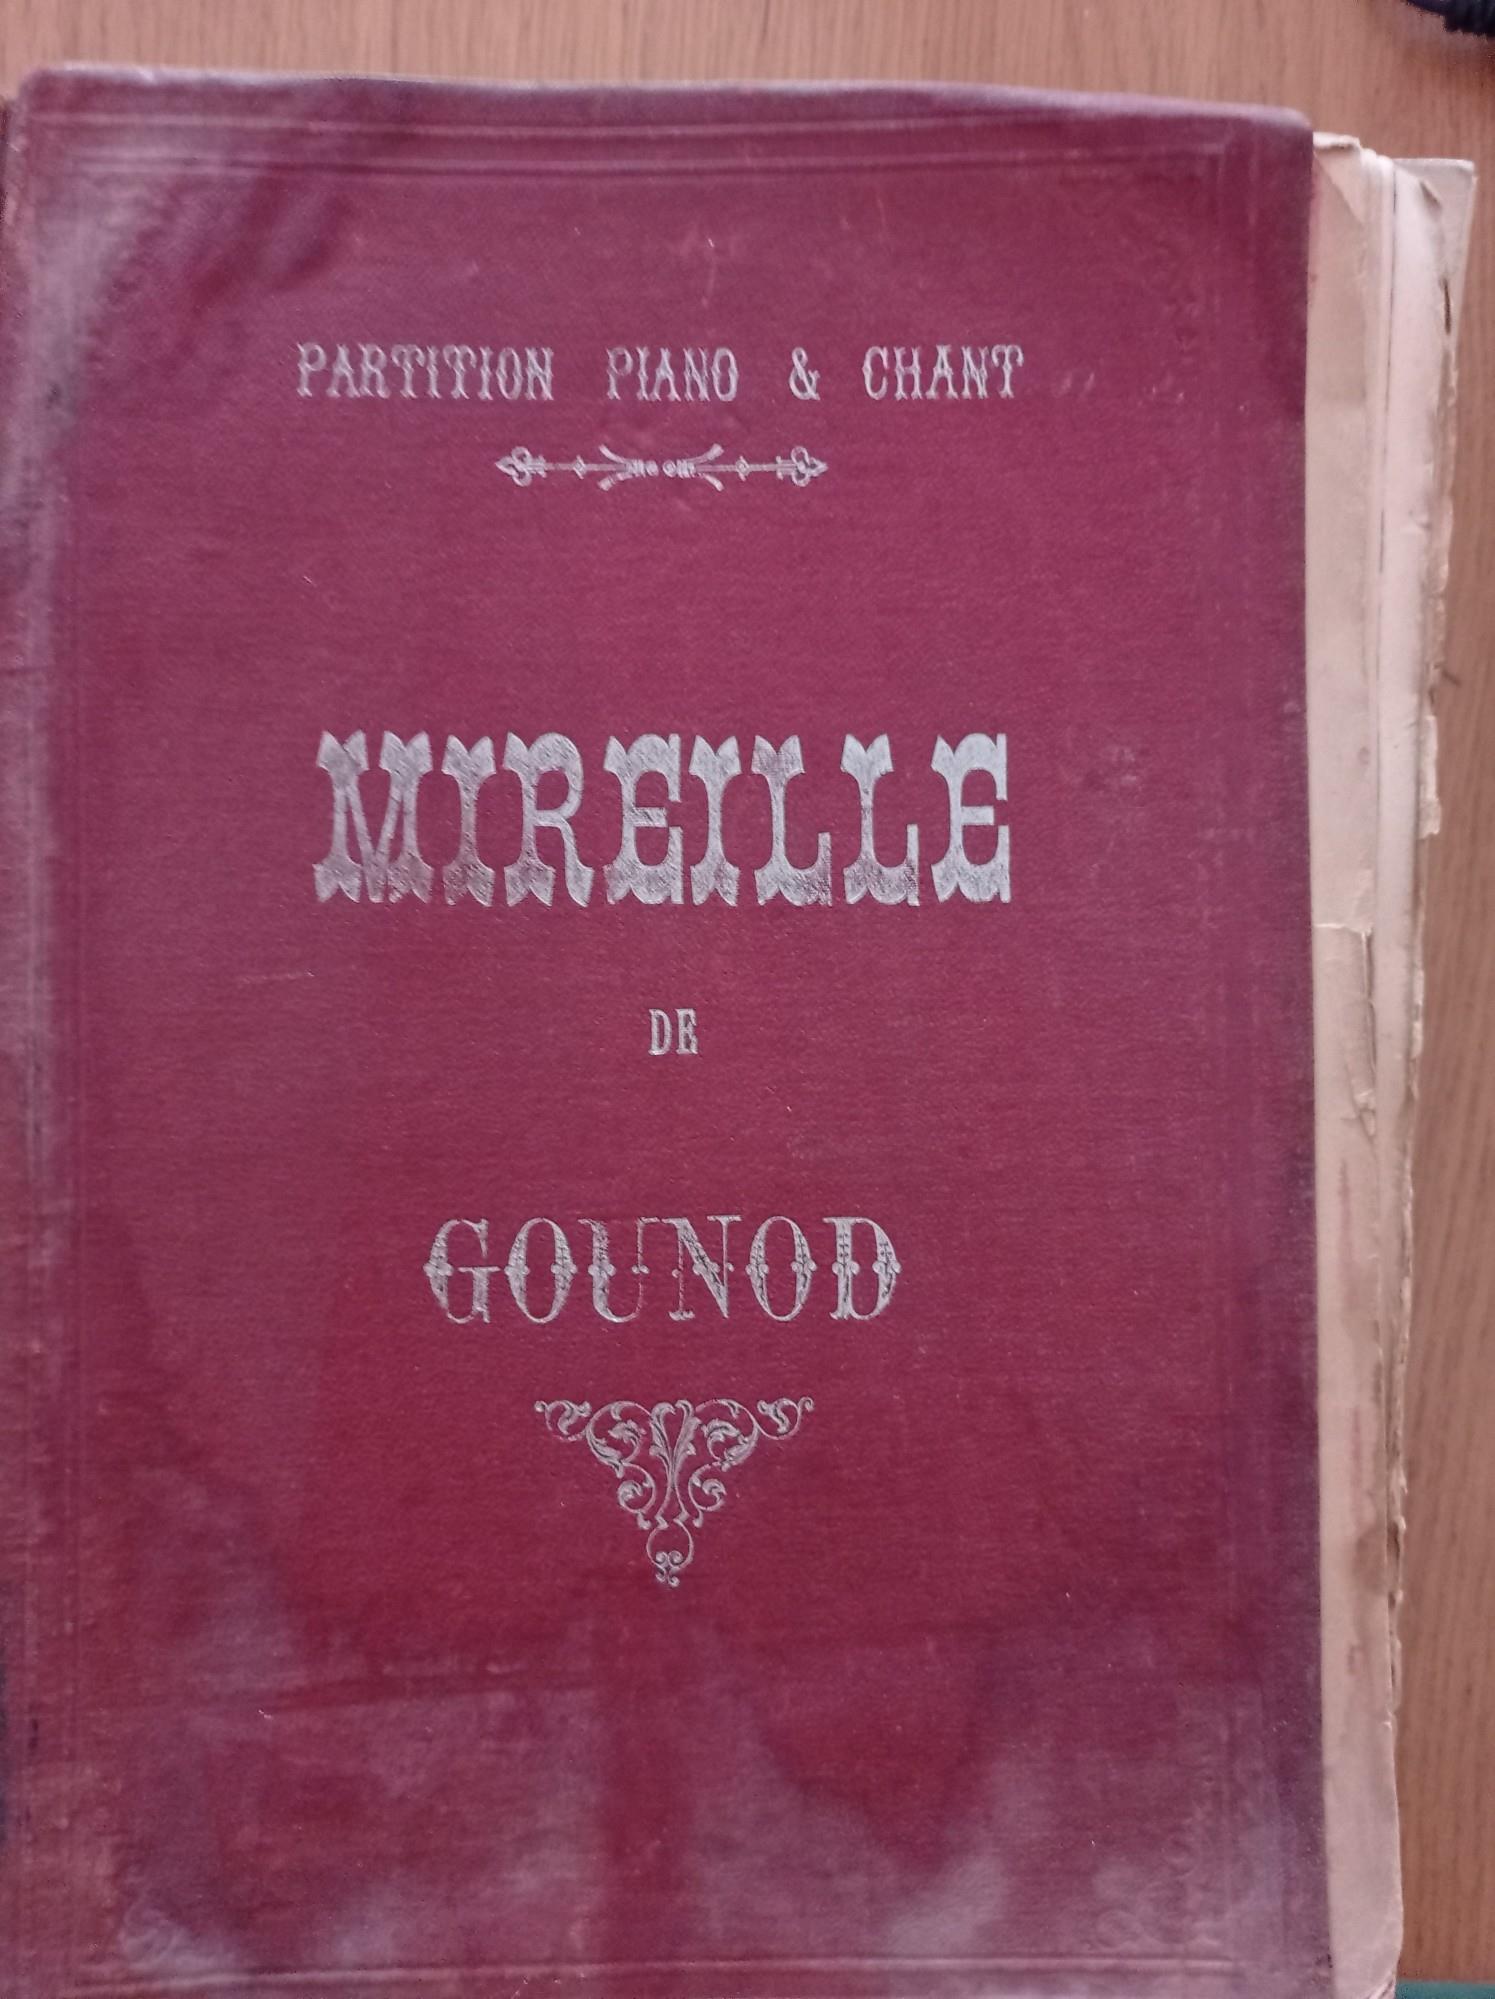 PARTITION PIANO & CHANT
MIREILLE
DE
GOUNOD